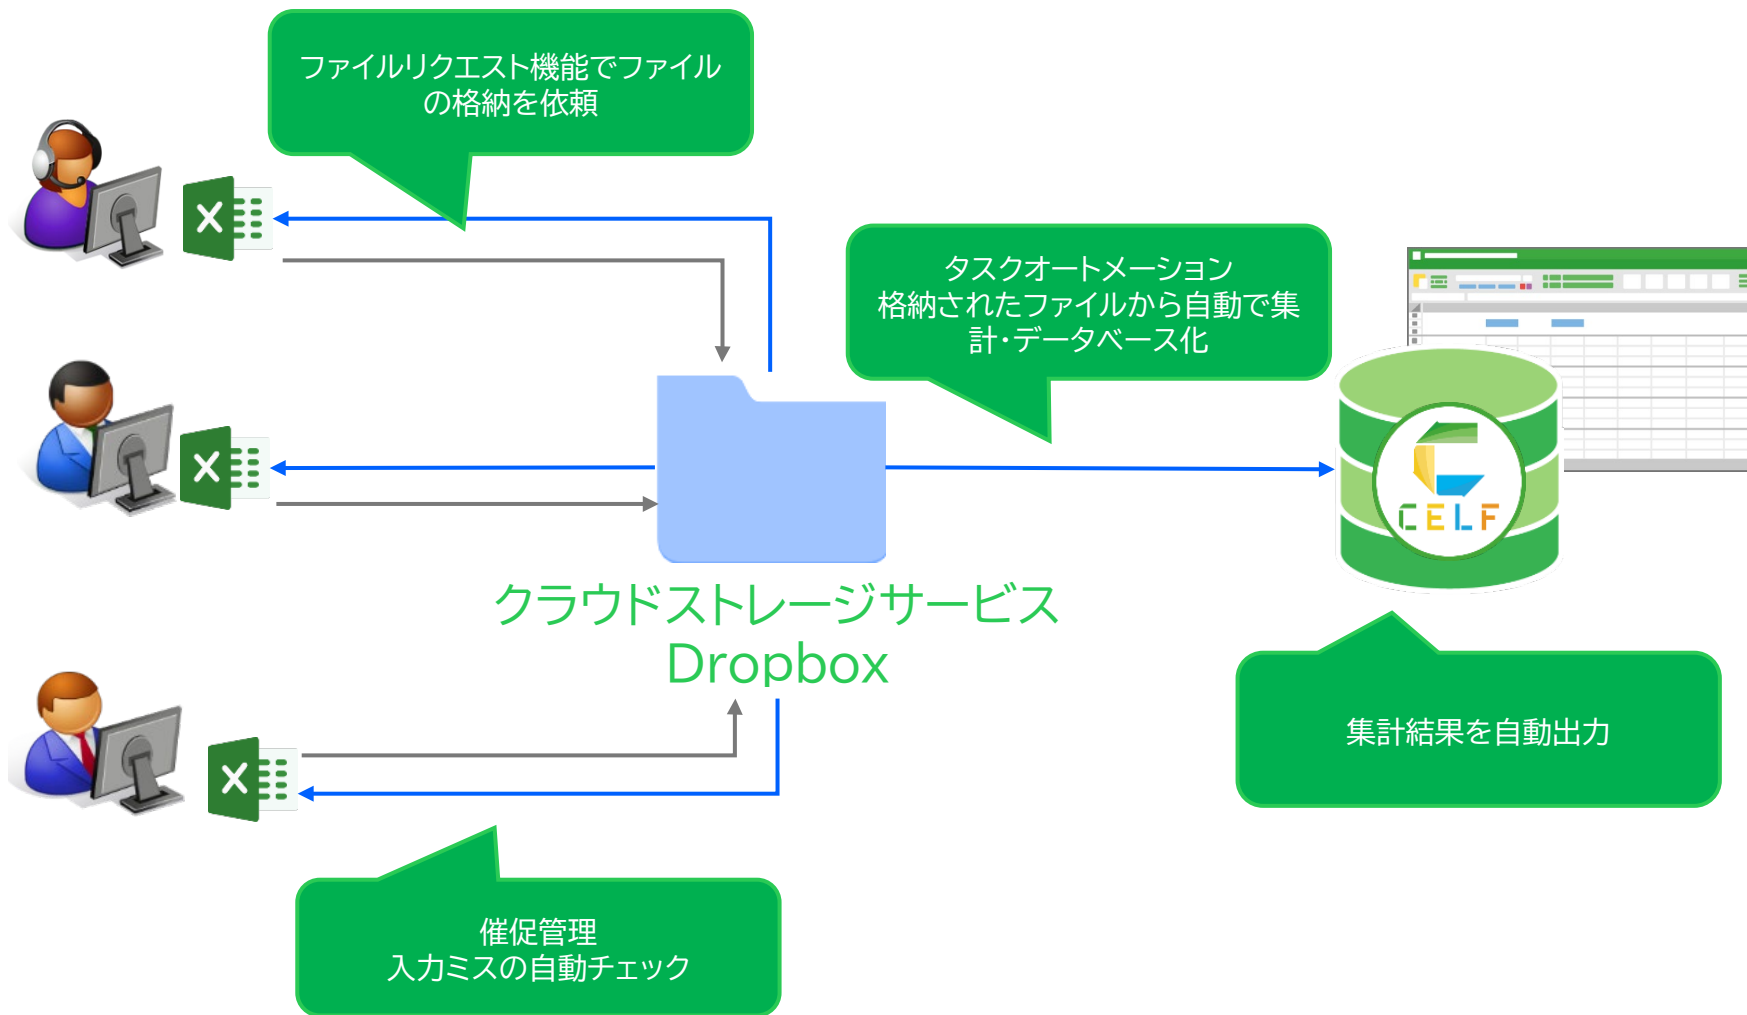 ファイルリクエスト機能でファイル
の格納を依頼
X
タスクオートメーション
格納されたファイルから自動で集
計・データベース化
X
CELF
クラウドストレージサービス
Dropbox
X
集計結果を自動出力
催促管理
入力ミスの自動チェック